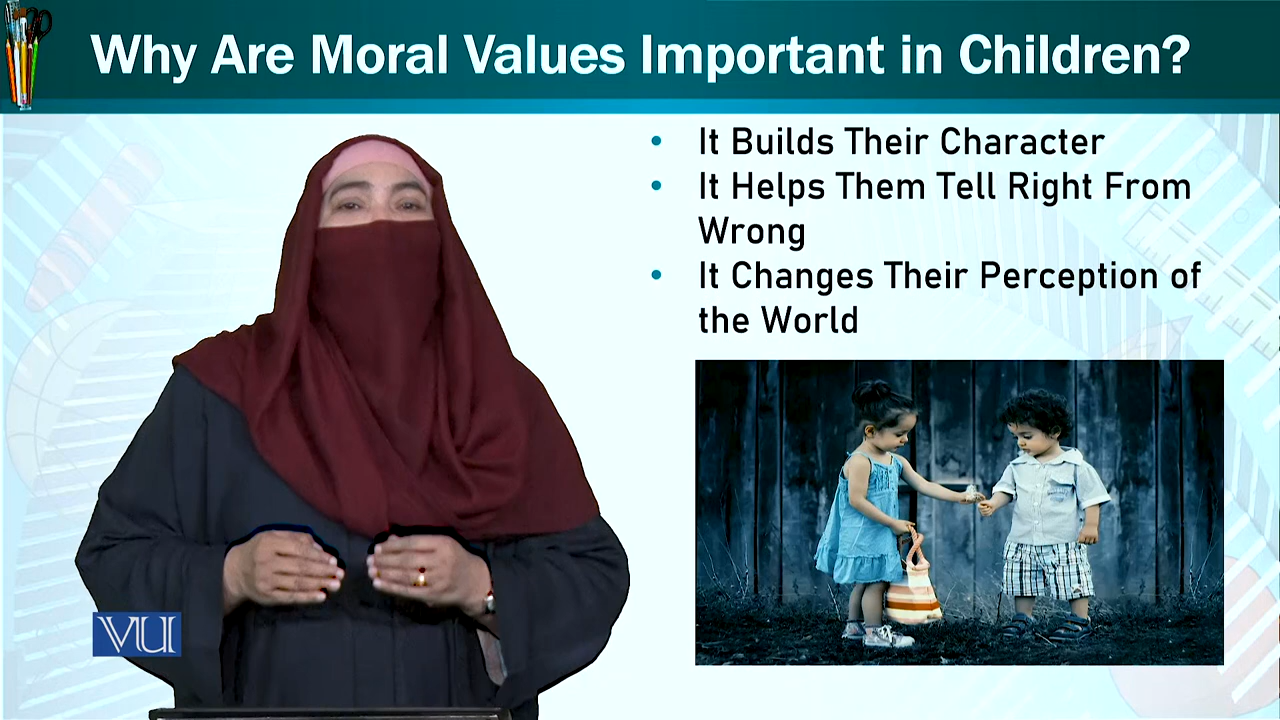 Why Are Moral Values Important in Children?
• It Builds Their Character
• It Helps Them Tell Right From
Wrong
• It Changes Their Perception of
the World
VU